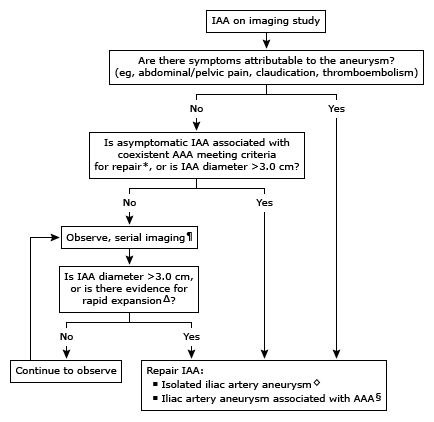 IAA on imaging study
Are there symptoms attributable to the aneurysm?
(eg, abdominal/pelvic pain, claudication, thromboembolism)
No
Yes
Is asymptomatic IAA associated with
coexistent AAA meeting criteria
for repair*, or is IAA diameter >3.0 cm?
No
Yes
Observe, serial imaging¶
Is IAA diameter >3.0 cm,
or is there evidence for
rapid expansionΔ?
No
Yes
Continue to observe
Repair IAA:
▪ Isolated iliac artery aneurysm◊
▪ Iliac artery aneurysm associated with AAA§